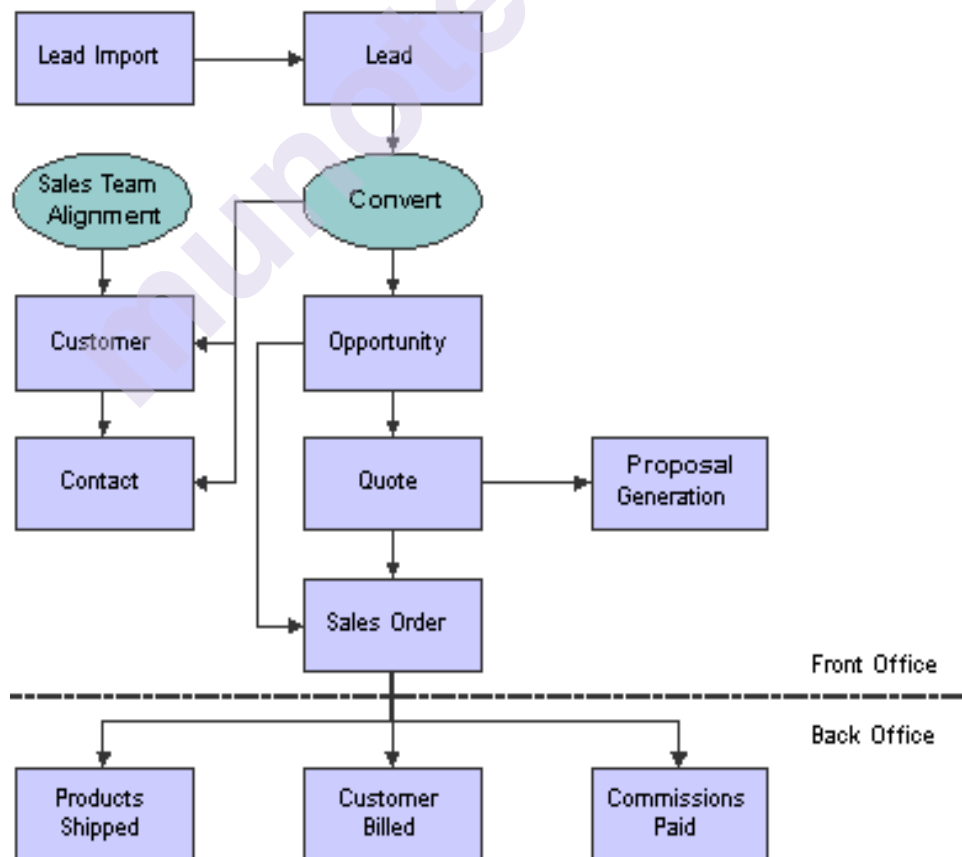 Lead Import
Lead
Sales Team
Alignment
Convert
Customer
Opportunity
Contact
Quote
Proposal
Generation
Sales Order
Front Office
Back Office
Products
Shipped
Customer
Billed
Commissions
Paid
munote